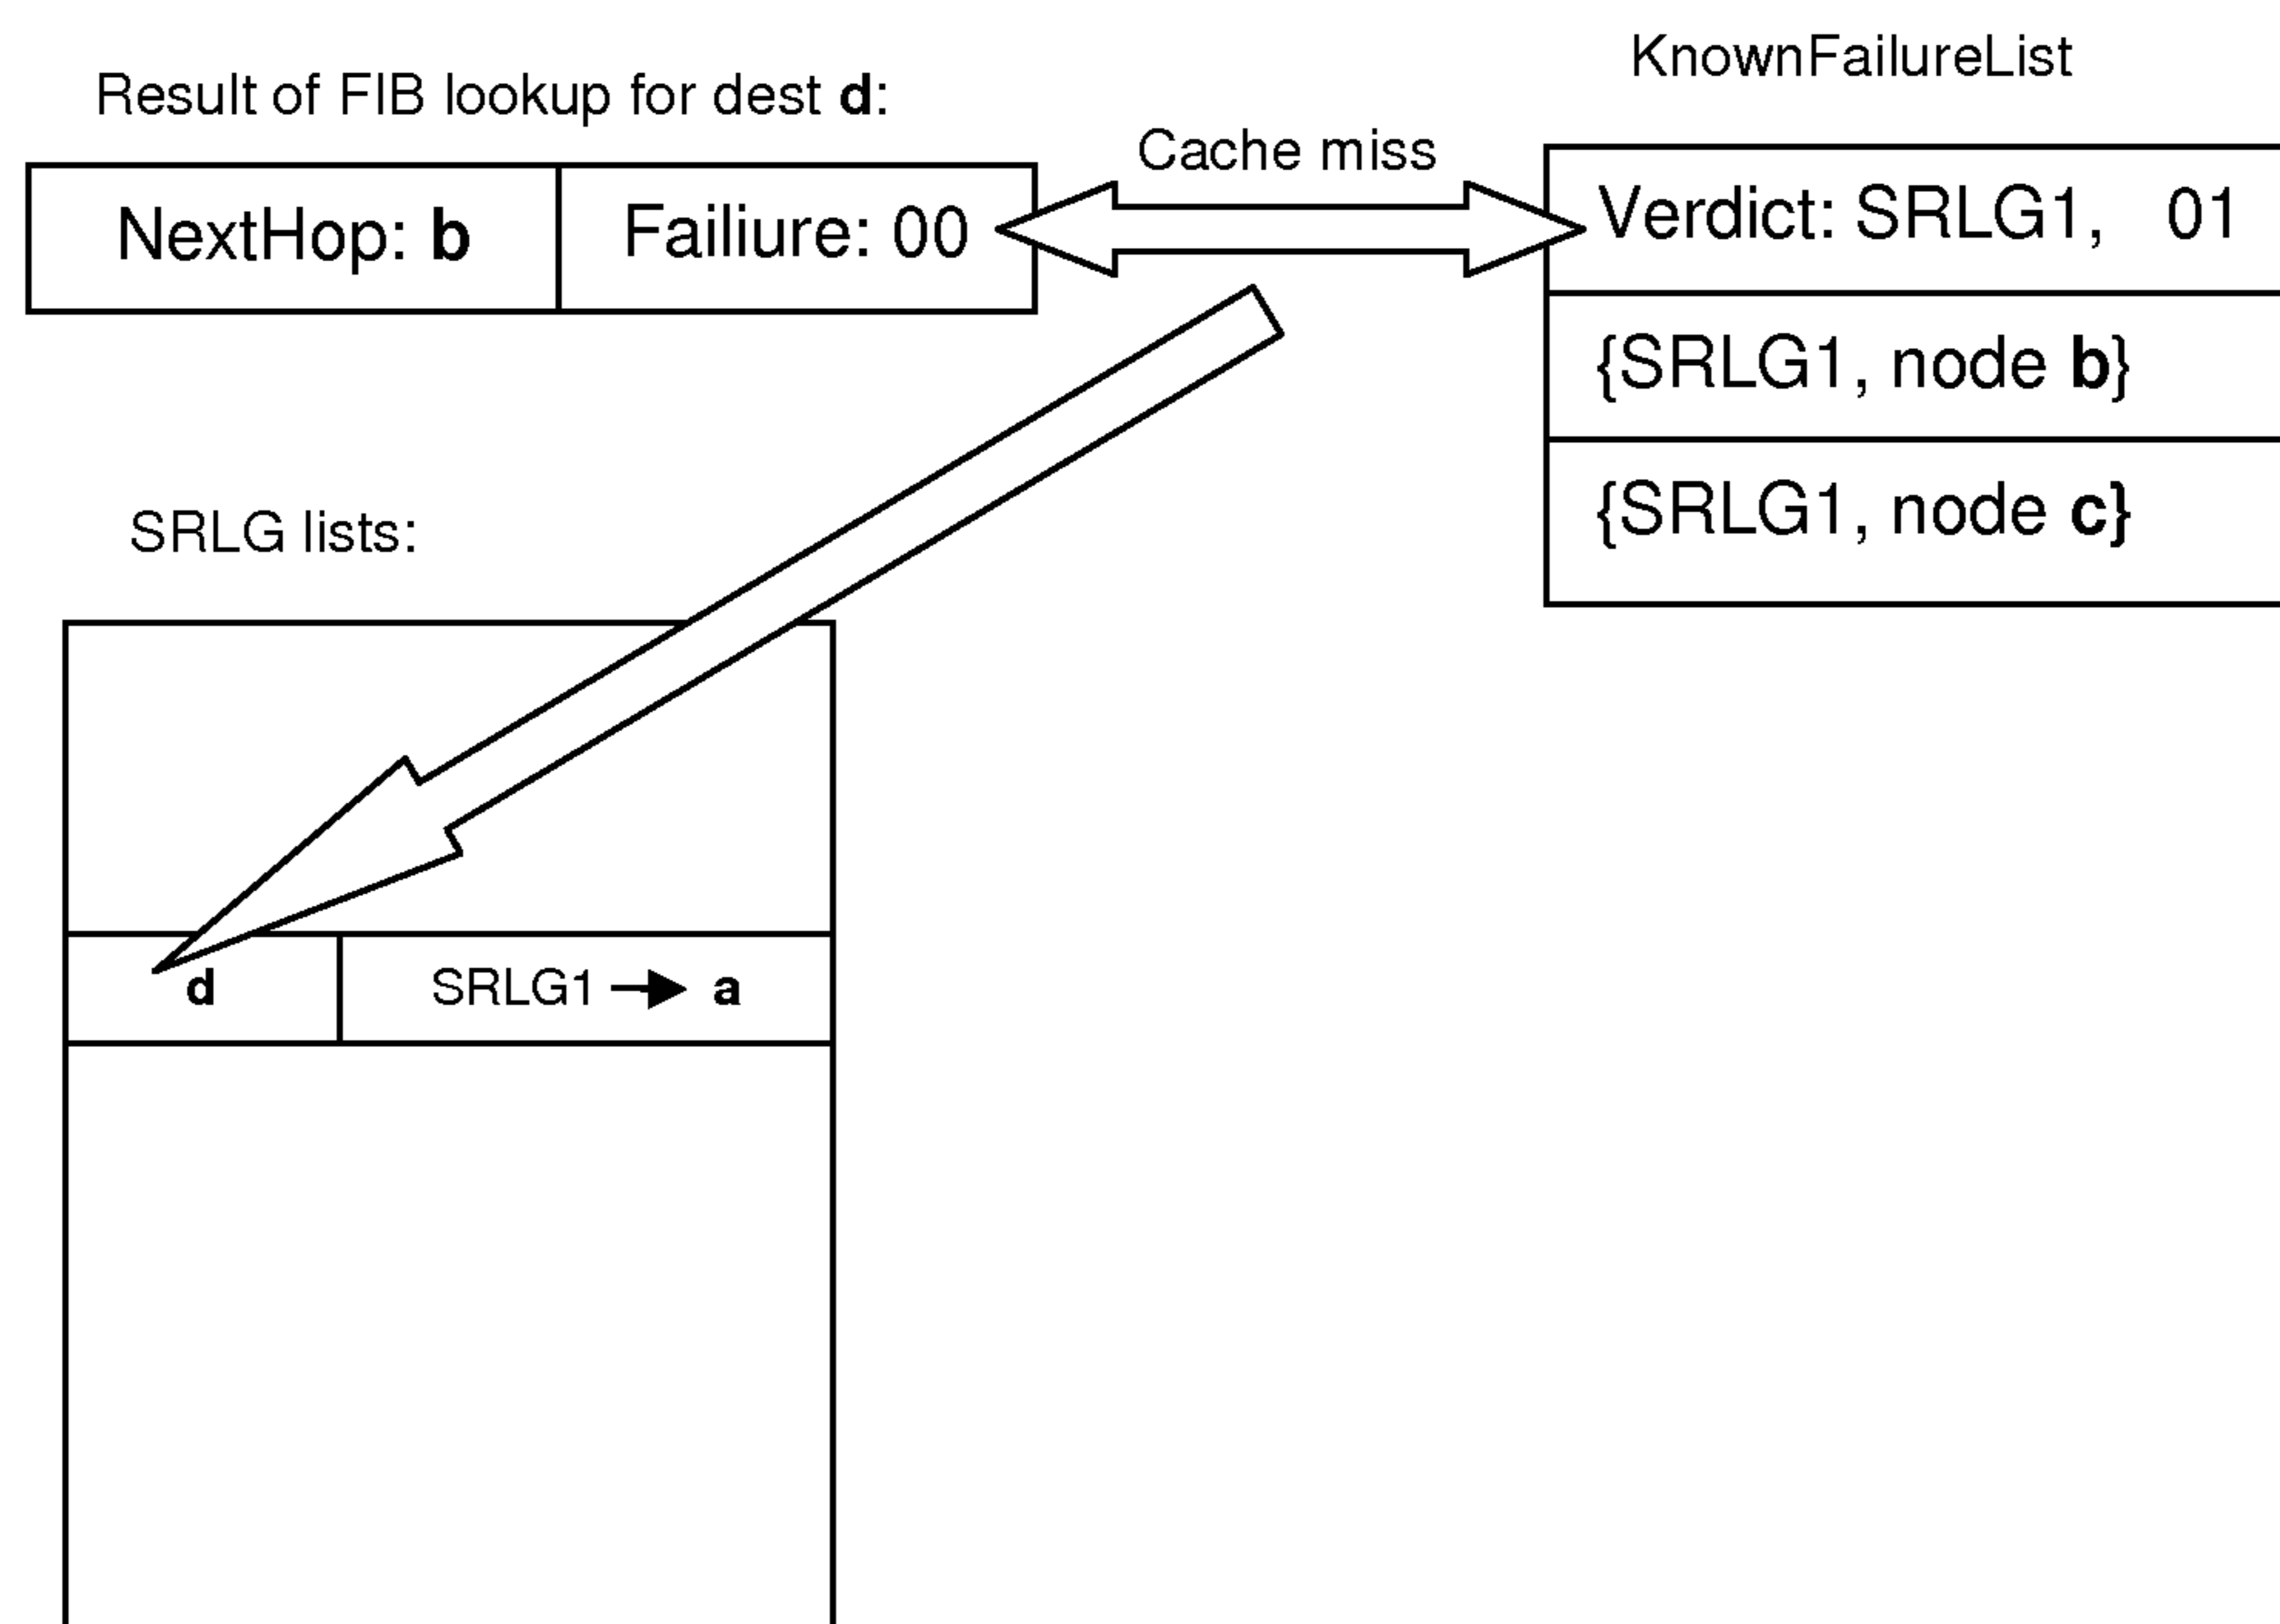 KnownFailureList
Result of FIB lookup for dest d:
Cache miss
NextHop: b
Failiure: 00
Verdict: SRLG1, 01
{SRLG1, node b}
{SRLG1, node c}
SRLG lists:
d
SRLG1 → a